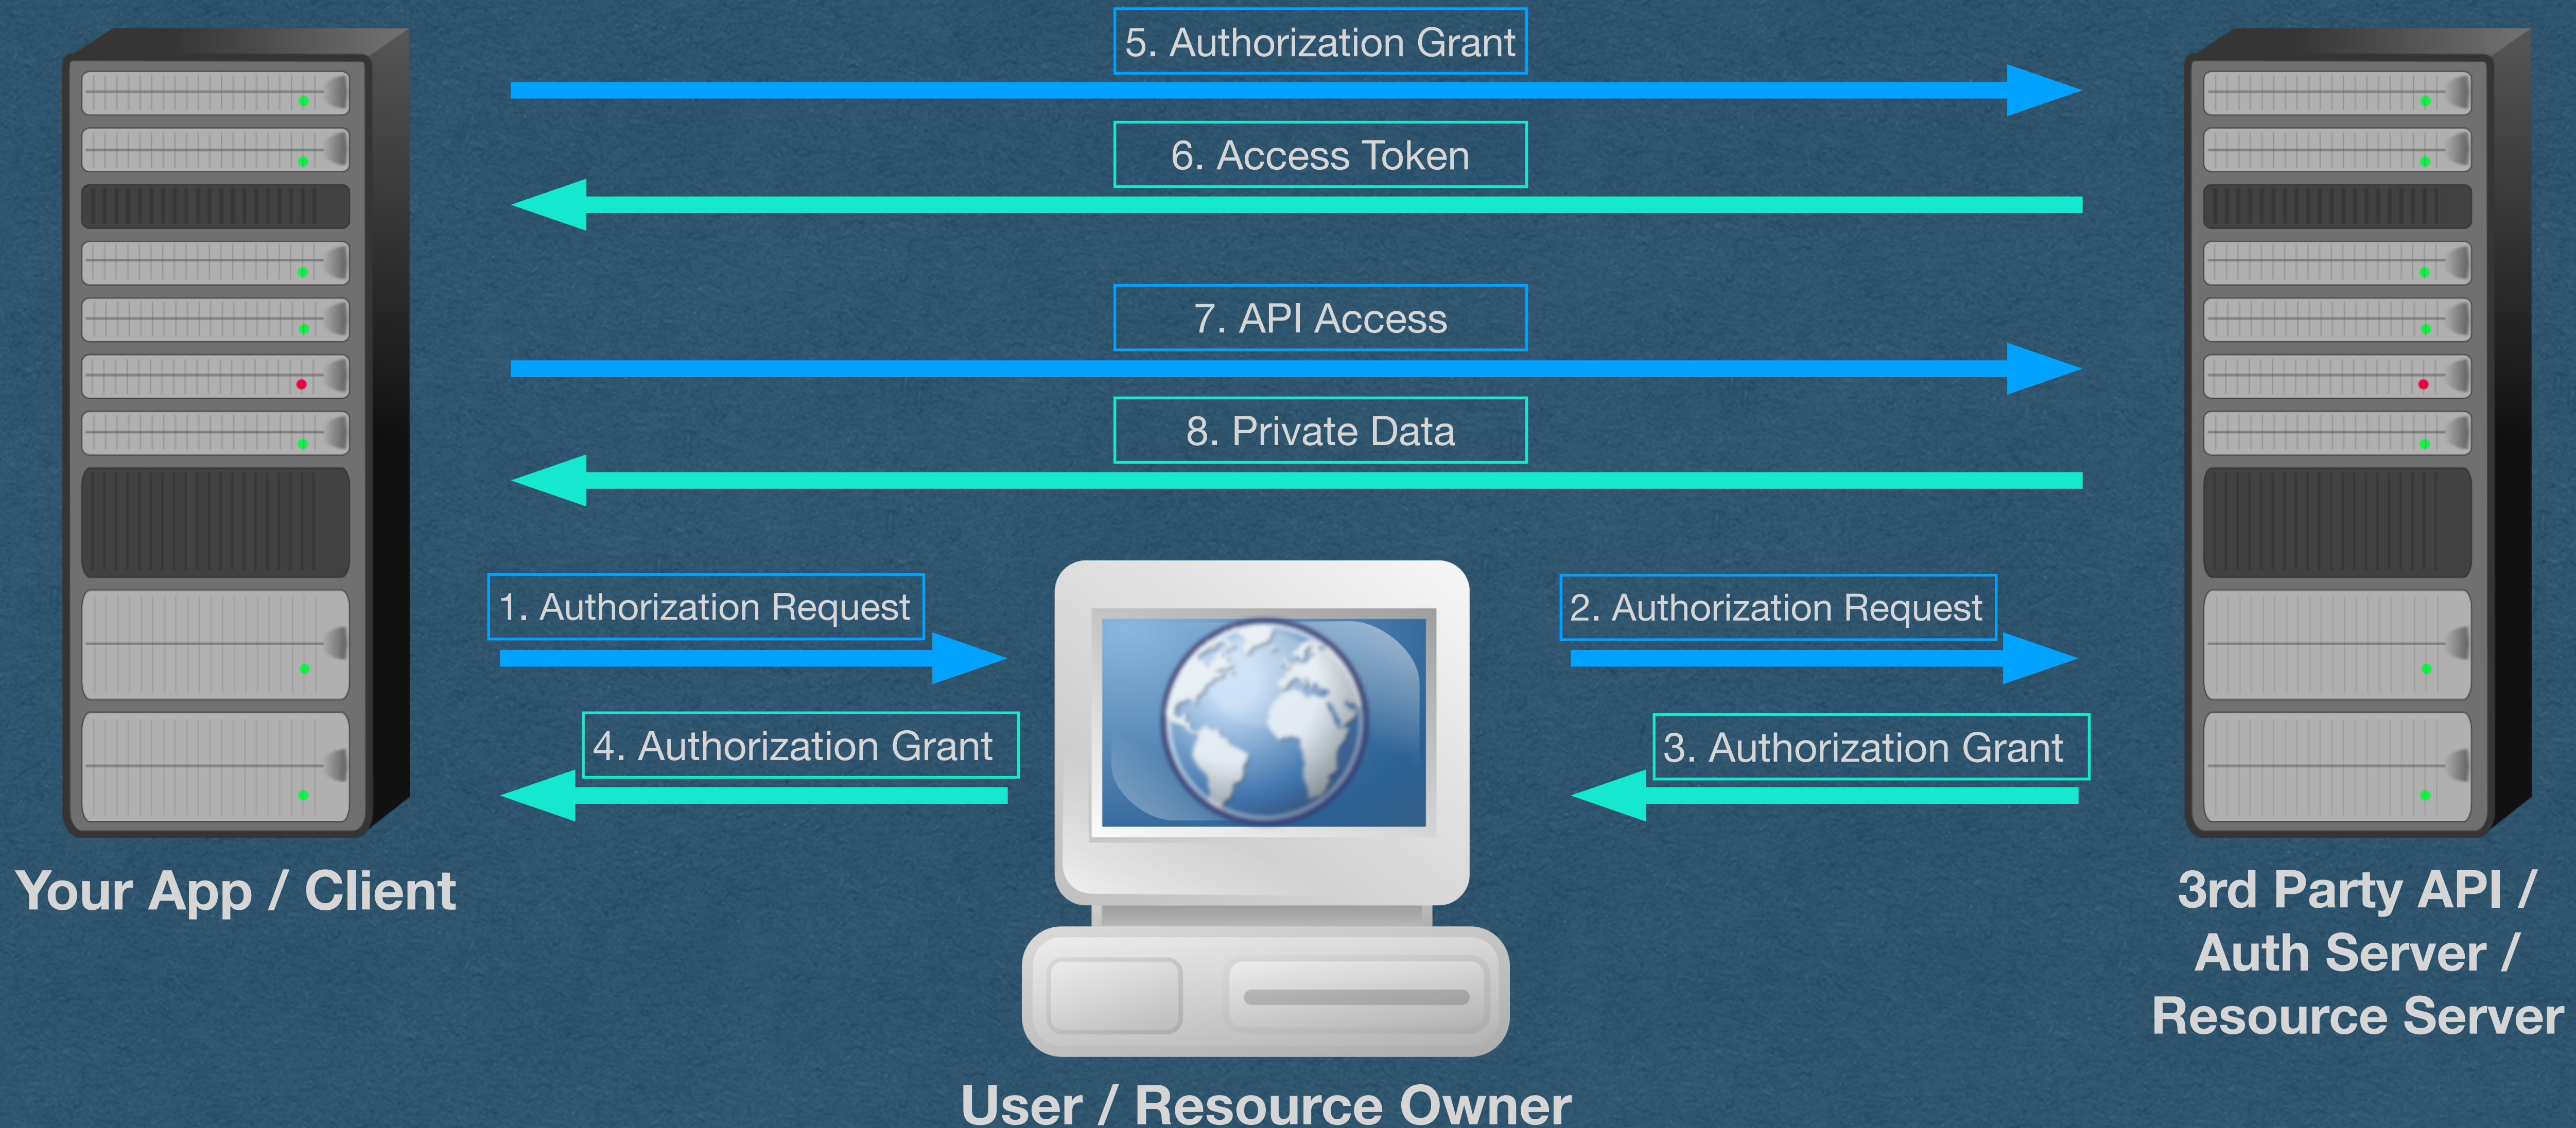 5. Authorization Grant
6. Access Token
7. API Access
8. Private Data
1. Authorization Request
2. Authorization Request
4. Authorization Grant
3. Authorization Grant
Your App / Client
3rd Party API /
Auth Server /
Resource Server
User / Resource Owner